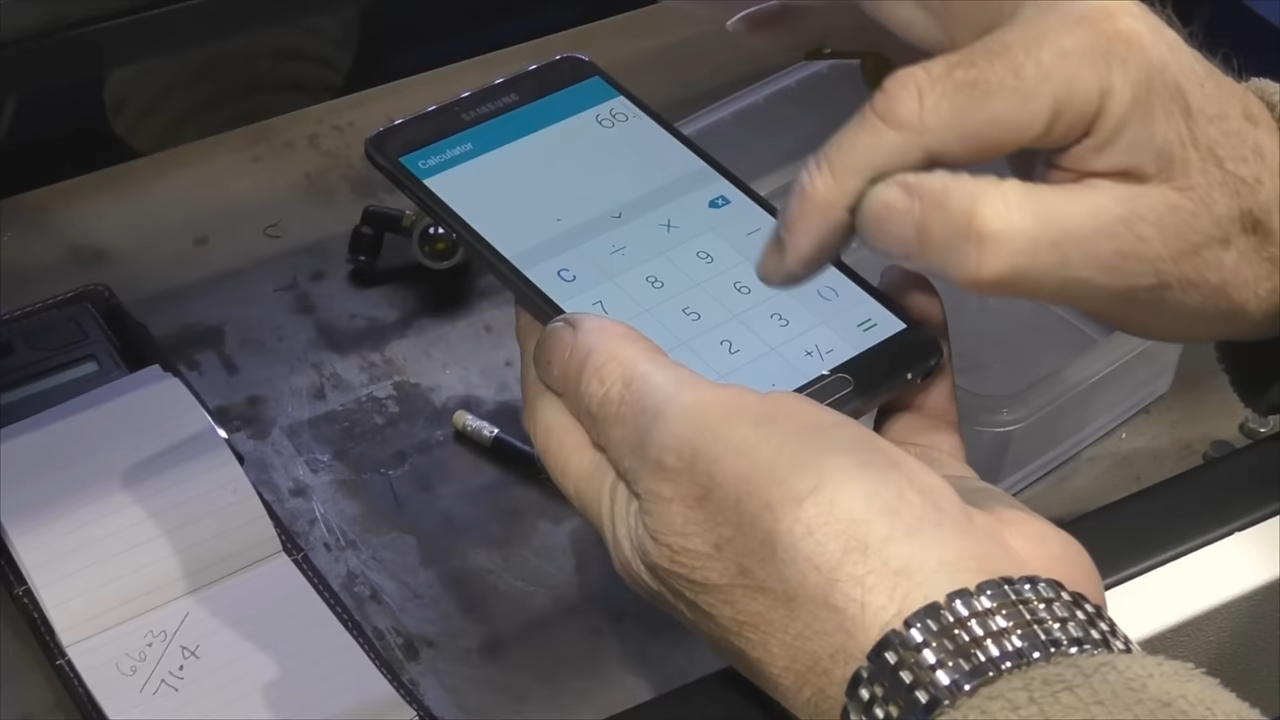 SAMSUNG
Calculator
66.
C ÷ ×
7 8 9 −
5 6
2 3 ()
. +/− =
66.3
71.4